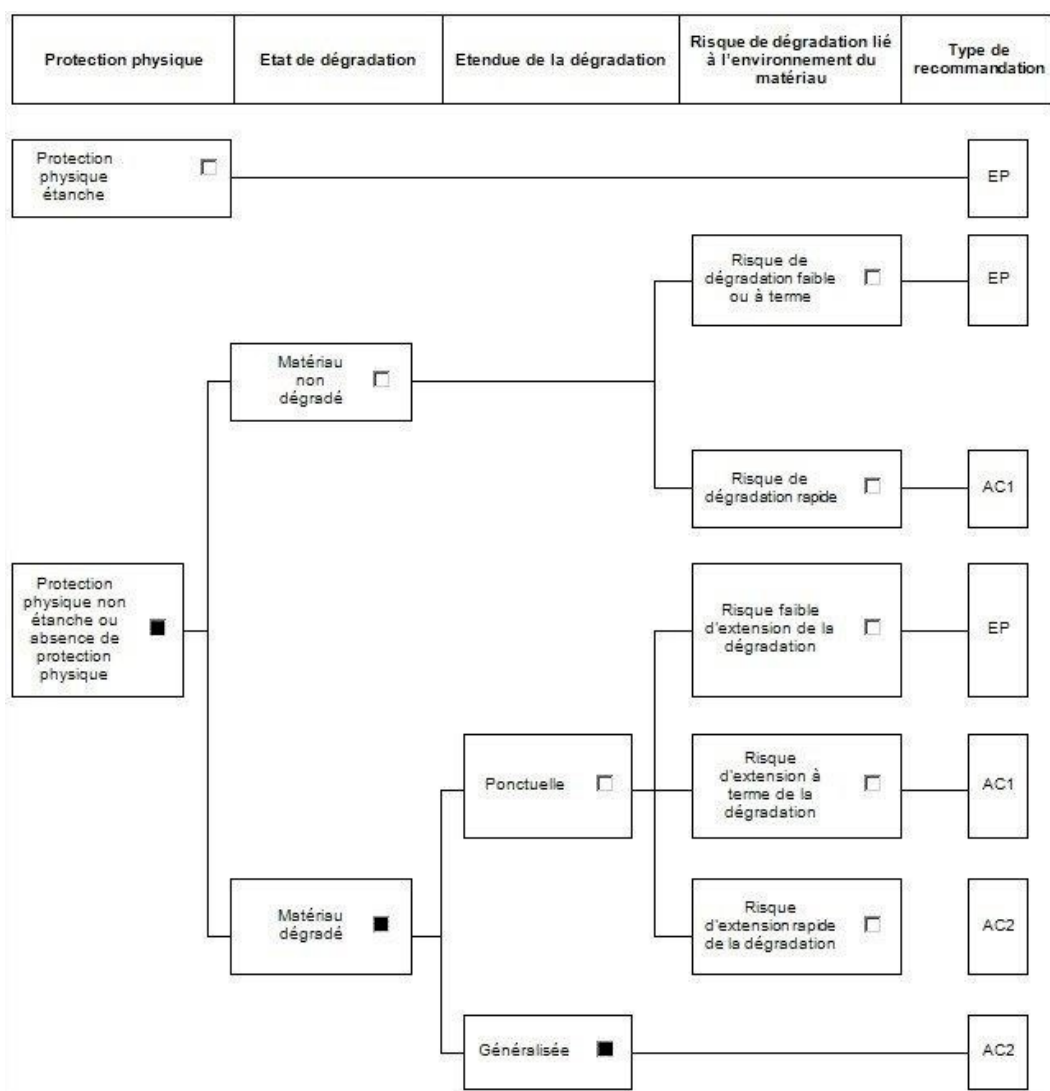 Protection physique
Etat de dégradation
Etendue de la dégradation
Risque de dégradation lié
à l'environnement du
matériau
Type de
recommandation
Protection
physique
étanche
EP
Risque de
dégradation faible
ou à terme
EP
Matériau
non
dégradé
Risque de
dégradation rapide
AC1
Protection
physique non
étanche ou
absence de
protection
physique
Risque faible
d'extension de la
dégradation
EP
Ponctuelle
Risque
d'extension à
terme de la
dégradation
AC1
Matériau
dégradé
Risque
d'extension rapide
de la dégradation
AC2
Généralisée
AC2